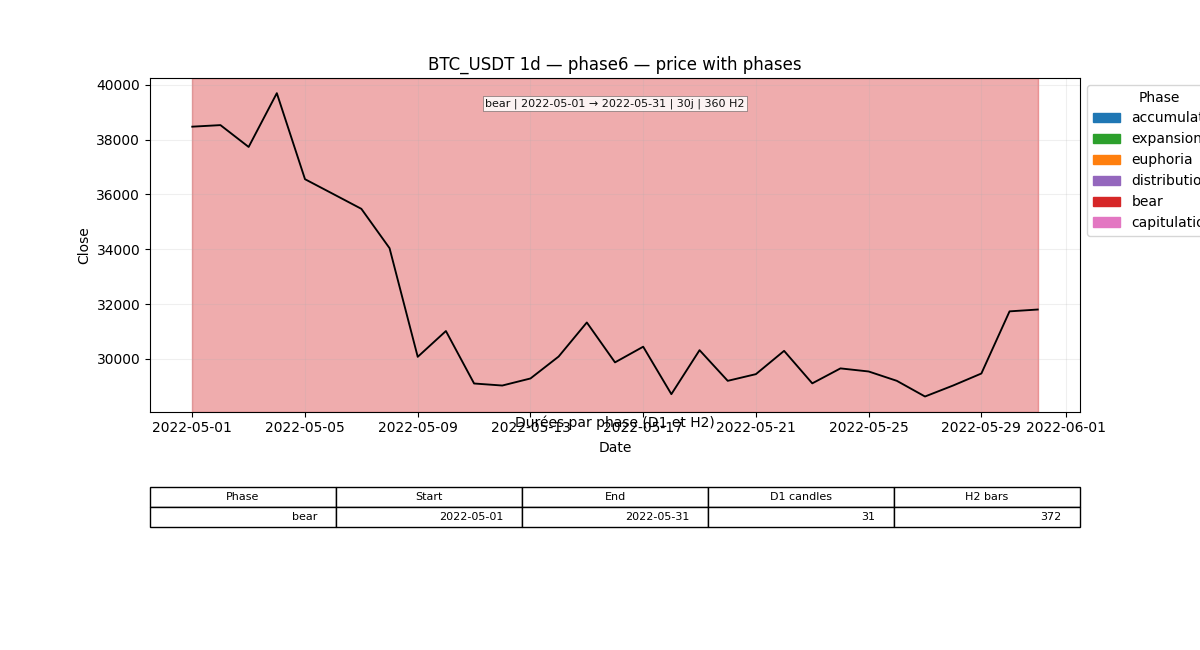 BTC_USDT 1d — phase6 — price with phases
bear | 2022-05-01 → 2022-05-31 | 30j | 360 H2
Close
40000
38000
36000
34000
32000
30000
Phase
accumulat
expansion
euphoria
distributio
bear
capitulatio
Durées par phase (D1 et H2)
2022-05-01 2022-05-05 2022-05-09 2022-05-13 2022-05-17 2022-05-21 2022-05-25 2022-05-29 2022-06-01
Date
Phase Start End D1 candles H2 bars
bear 2022-05-01 2022-05-31 31 372